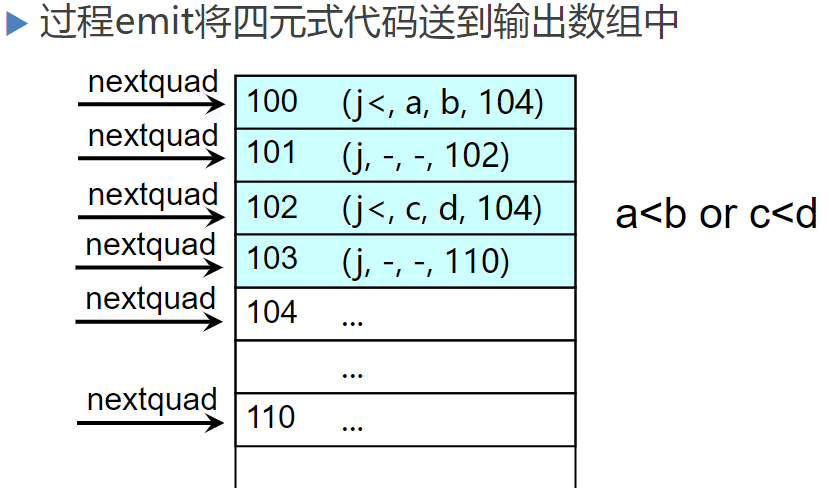 过程emit将四元式代码送到输出数组中
nextquad 100 (j<, a, b, 104)
nextquad 101 (j, -, -, 102)
nextquad 102 (j<, c, d, 104) a<b or c<d
nextquad 103 (j, -, -, 110)
nextquad 104 ...
...
nextquad 110 ...